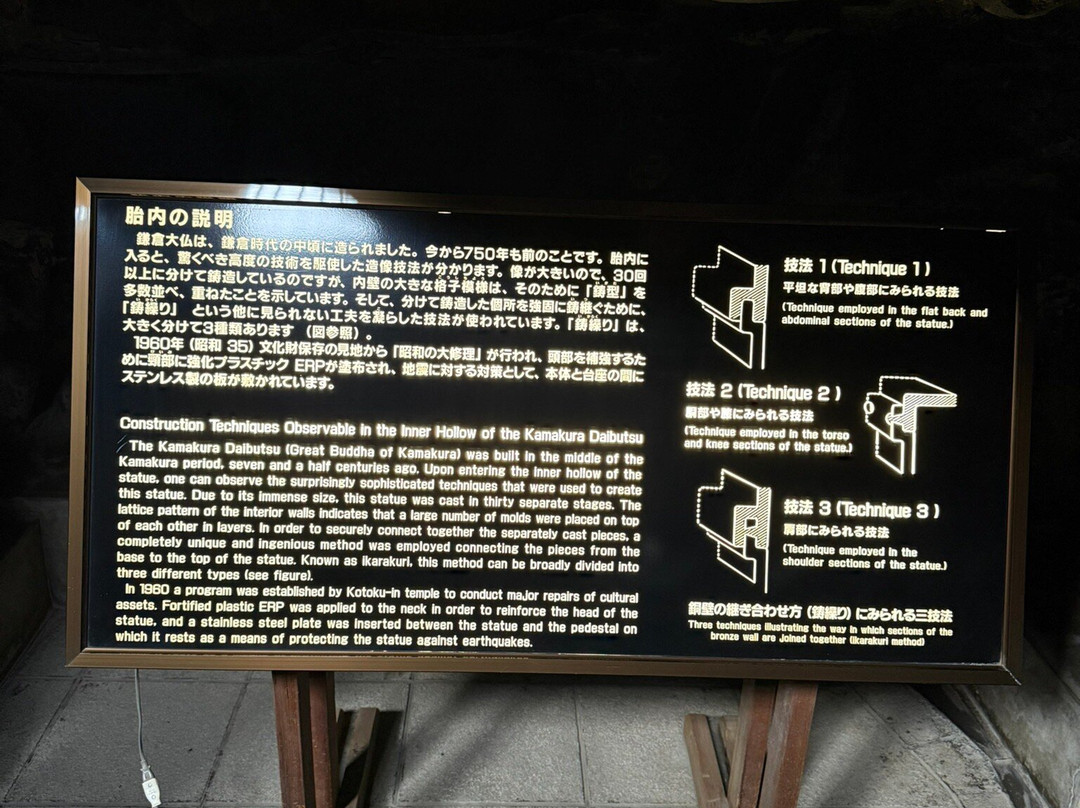 胎内の説明
鎌倉大仏は、鎌倉時代の中頃に造られました。今から750年も前のことです。胎内に
入ると、驚くべき高度の技術を駆使した造像技法が分かります。像が大きいので、30回
以上に分けて鋳造しているのですが、内壁の大きな格子模様は、そのために「鋳型」を
多数並べ、重ねたことを示しています。そして、分けて鋳造した個所を強固に鋳継ぐために、
「鋳繰り」 という他に見られない工夫を凝らした技法が使われています。「鋳繰り」は、
大きく分けて3種類あります （図参照）。
1960年（昭和 35）文化財保存の見地から「昭和の大修理」が行われ、頭部を補強するた
めに頸部に強化プラスチック ERPが塗布され、地震に対する対策として、本体と台座の間に
ステンレス製の板が敷かれています。
Construction Techniques Observable in the Inner Hollow of the Kamakura Daibutsu
The Kamakura Daibutsu (Great Buddha of Kamakura) was built in the middle of the
Kamakura period, seven and a half centuries ago. Upon entering the inner hollow of the
statue, one can observe the surprisingly sophisticated techniques that were used to create
this statue. Due to its immense size, this statue was cast in thirty separate stages. The
lattice pattern of the interior walls indicates that a large number of molds were placed on top
of each other in layers. In order to securely connect together the separately cast pieces, a
completely unique and ingenious method was employed connecting the pieces from the
base to the top of the statue. Known as ikarakuri, this method can be broadly divided into
three different types (see figure).
In 1960 a program was established by Kotoku-in temple to conduct major repairs of cultural
assets. Fortified plastic ERP was applied to the neck in order to reinforce the head of the
statue, and a stainless steel plate was inserted between the statue and the pedestal on
which it rests as a means of protecting the statue against earthquakes.
技法 1 (Technique 1)
平坦な背部や腹部にみられる技法
(Technique employed in the flat back and
abdominal sections of the statue.)
技法 2 (Technique 2)
胴部や膝にみられる技法
(Technique employed in the torso
and knee sections of the statue.)
技法 3 (Technique 3)
肩部にみられる技法
(Technique employed in the
shoulder sections of the statue.)
銅壁の継ぎ合わせ方（鋳繰り）にみられる三技法
Three techniques illustrating the way in which sections of the
bronze wall are joined together (ikarakuri method)